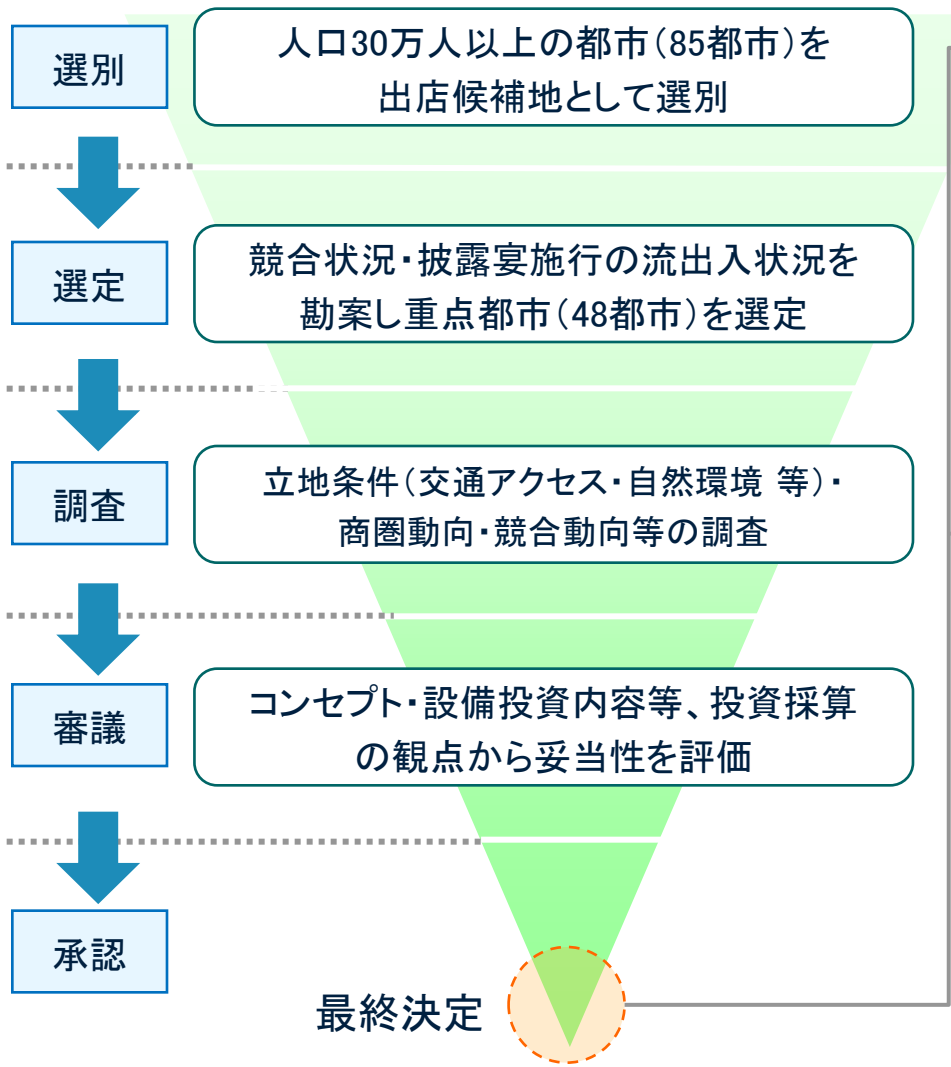 選別
人口30万人以上の都市（85都市）を
出店候補地として選別
選定
競合状況・披露宴施行の流出入状況を
勘案し重点都市（48都市）を選定
調査
立地条件（交通アクセス・自然環境 等）・
商圏動向・競合動向等の調査
審議
コンセプト・設備投資内容等、投資採算
の観点から妥当性を評価
承認
最終決定